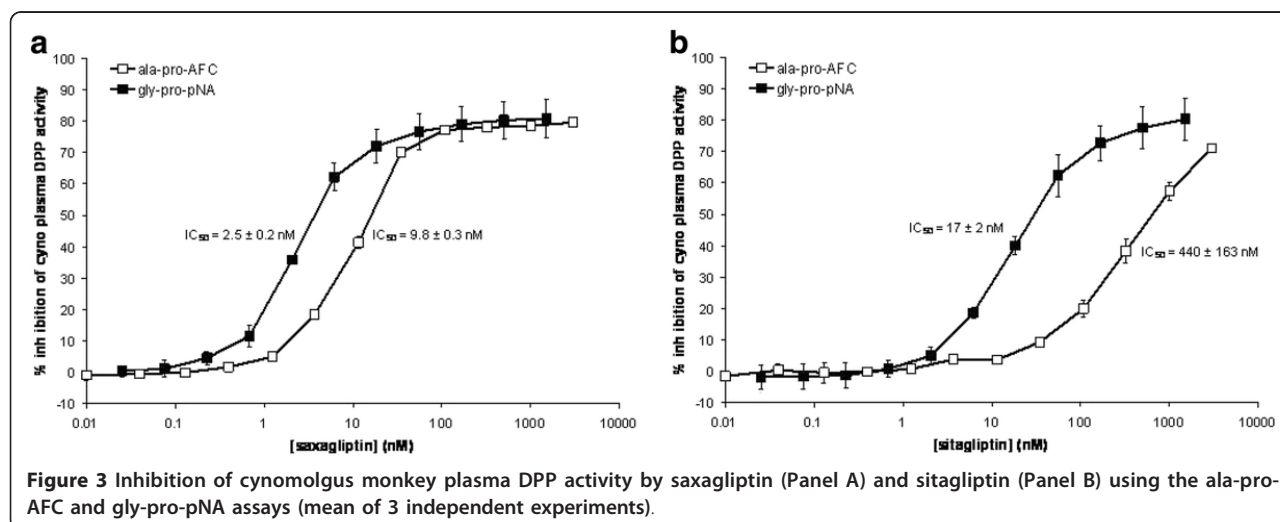 a
100
90
80
70
60
50
40
30
20
10
0
-10
% inh ibition of cyno plasma DPP activity
ala-pro-AFC
gly-pro-pNA
IC50 = 2.5 ± 0.2 nM
IC50 = 9.8 ± 0.3 nM
0.01 0.1 1 10 100 1000 10000
[saxagliptin] (nM)
b
100
90
80
70
60
50
40
30
20
10
0
-10
% inh ibition of cyno plasma DPP activity
ala-pro-AFC
gly-pro-pNA
IC50 = 17 ± 2 nM
IC50 = 440 ± 163 nM
0.01 0.1 1 10 100 1000 10000
[sitagliptin] (nM)
Figure 3 Inhibition of cynomolgus monkey plasma DPP activity by saxagliptin (Panel A) and sitagliptin (Panel B) using the ala-pro-
AFC and gly-pro-pNA assays (mean of 3 independent experiments).